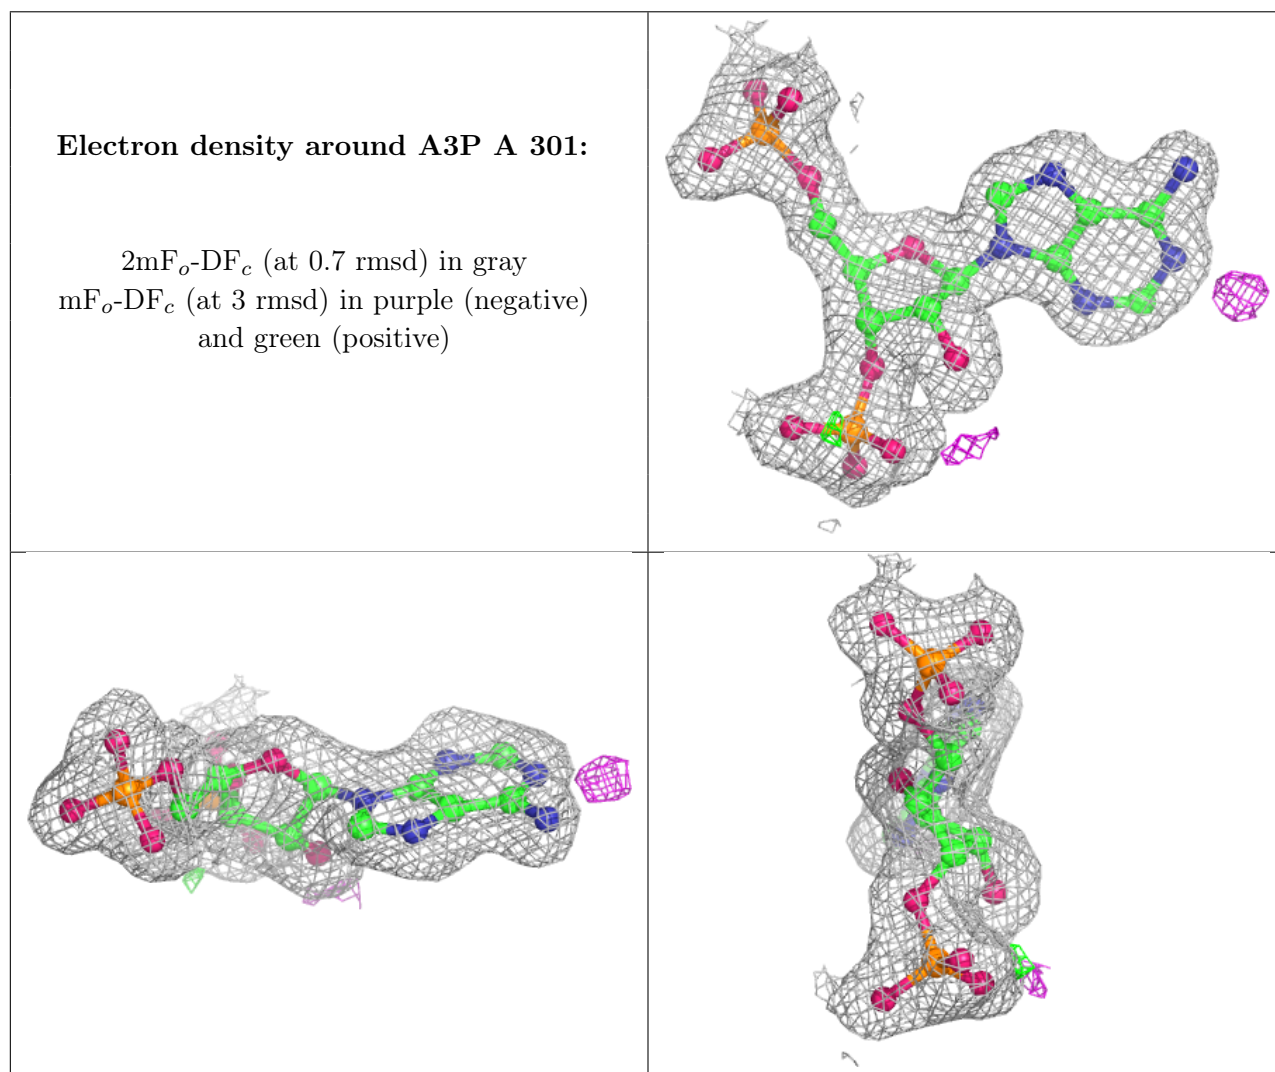 Electron density around A3P A 301:
2mFo-DFc (at 0.7 rmsd) in gray
mFo-DFc (at 3 rmsd) in purple (negative)
and green (positive)